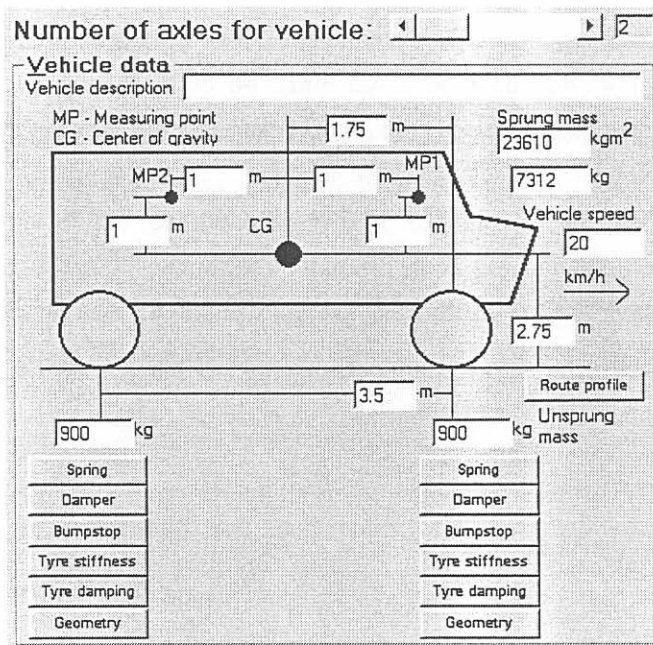 Number of axles for vehicle: 2
Vehicle data
Vehicle description
MP - Measuring point
CG - Center of gravity
1.75 m
Sprung mass
23610 kgm²
7312 kg
MP2 1 m 1 m MP1
Vehicle speed
1 m CG 1 m
20
km/h
2.75 m
3.5 m
Route profile
900 kg 900 kg Unsprung
mass
Spring Spring
Damper Damper
Bumpstop Bumpstop
Tyre stiffness Tyre stiffness
Tyre damping Tyre damping
Geometry Geometry